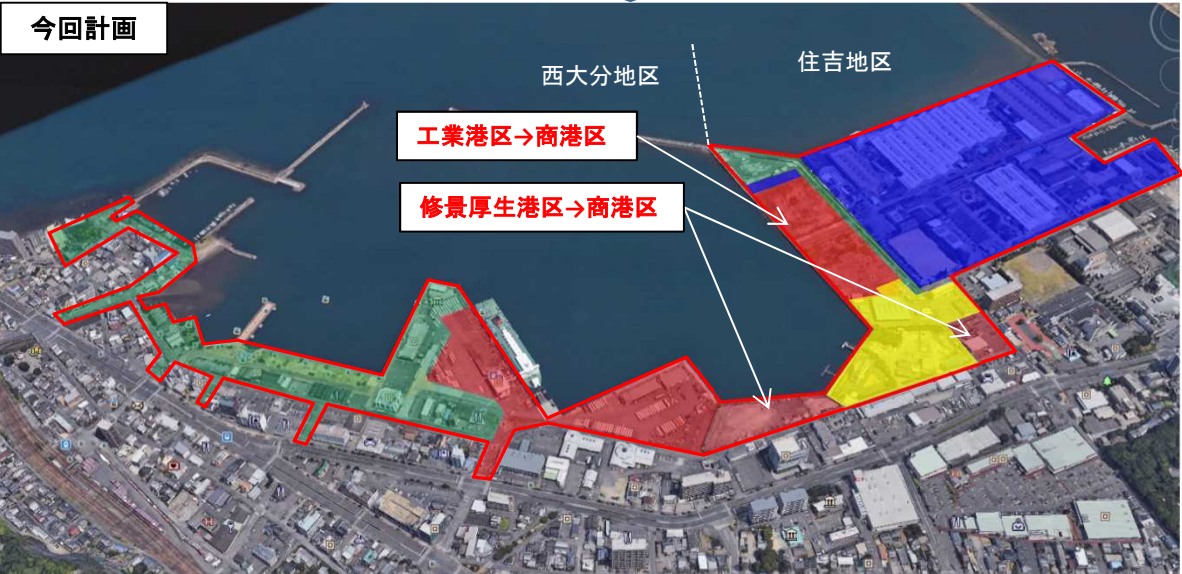 今回計画
西大分地区
住吉地区
工業港区→商港区
修景厚生港区→商港区